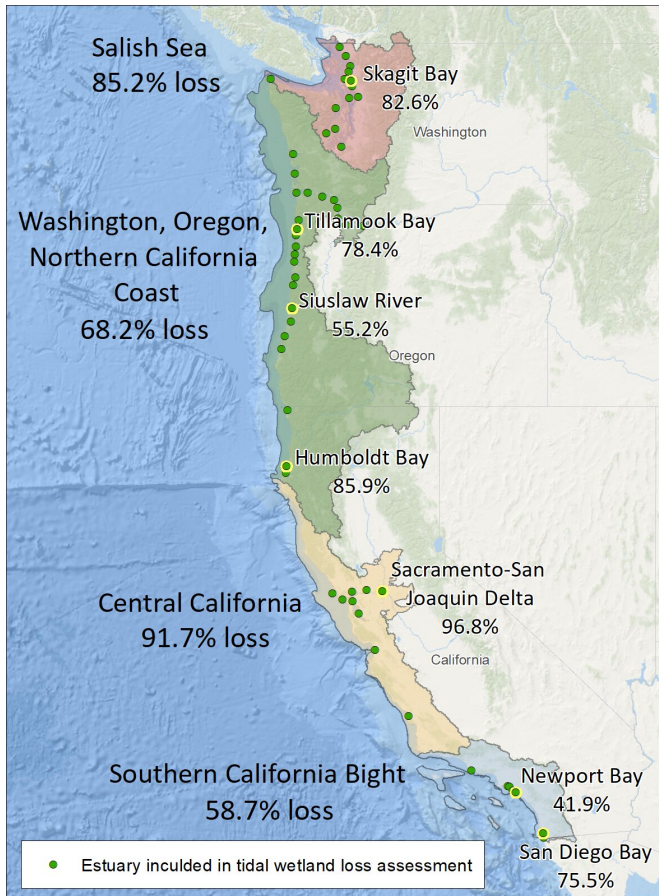 Salish Sea
85.2% loss
Skagit Bay
82.6%
Washington
Washington, Oregon,
Northern California
Coast
68.2% loss
Tillamook Bay
78.4%
Siuslaw River
55.2%
Oregon
Humboldt Bay
85.9%
Central California
91.7% loss
Sacramento-San
Joaquin Delta
96.8%
California
Southern California Bight
58.7% loss
Newport Bay
41.9%
San Diego Bay
75.5%
Estuary inculded in tidal wetland loss assessment